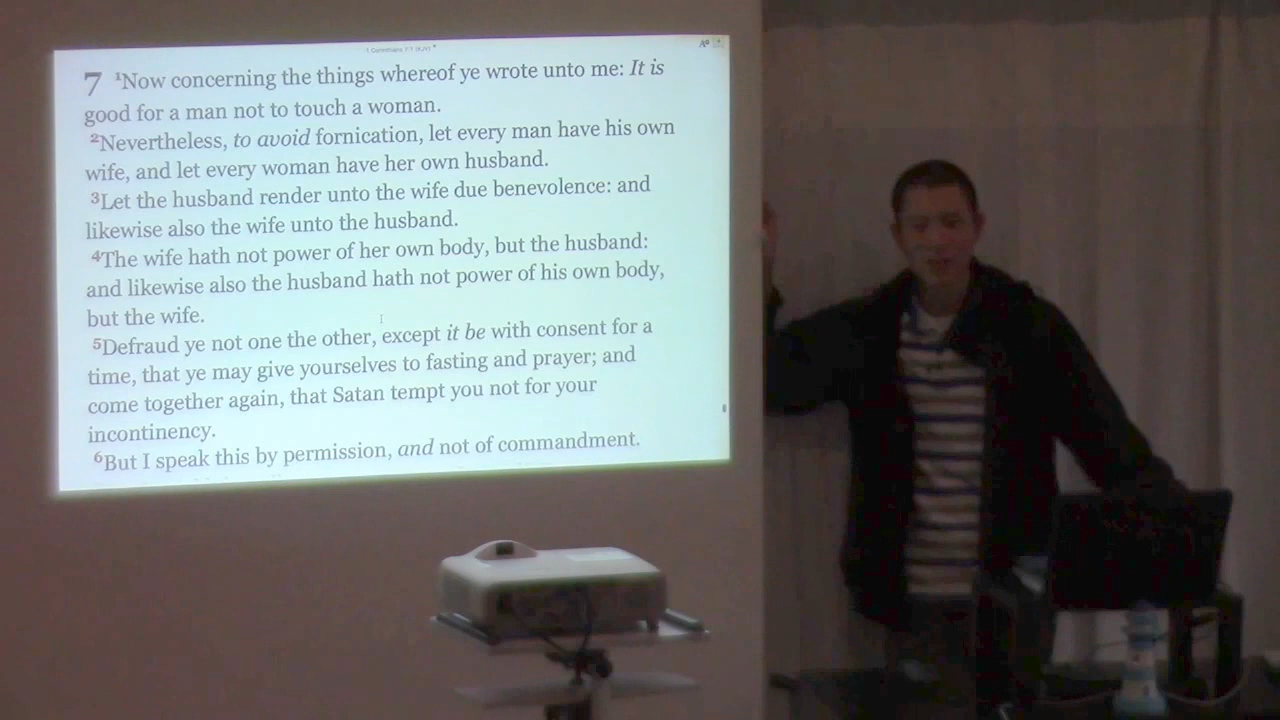 1 Corinthians 7:1 (KJV)
7 1Now concerning the things whereof ye wrote unto me: It is
good for a man not to touch a woman.
2Nevertheless, to avoid fornication, let every man have his own
wife, and let every woman have her own husband.
3Let the husband render unto the wife due benevolence: and
likewise also the wife unto the husband.
4The wife hath not power of her own body, but the husband:
and likewise also the husband hath not power of his own body,
but the wife.
5Defraud ye not one the other, except it be with consent for a
time, that ye may give yourselves to fasting and prayer; and
come together again, that Satan tempt you not for your
incontinency.
6But I speak this by permission, and not of commandment.